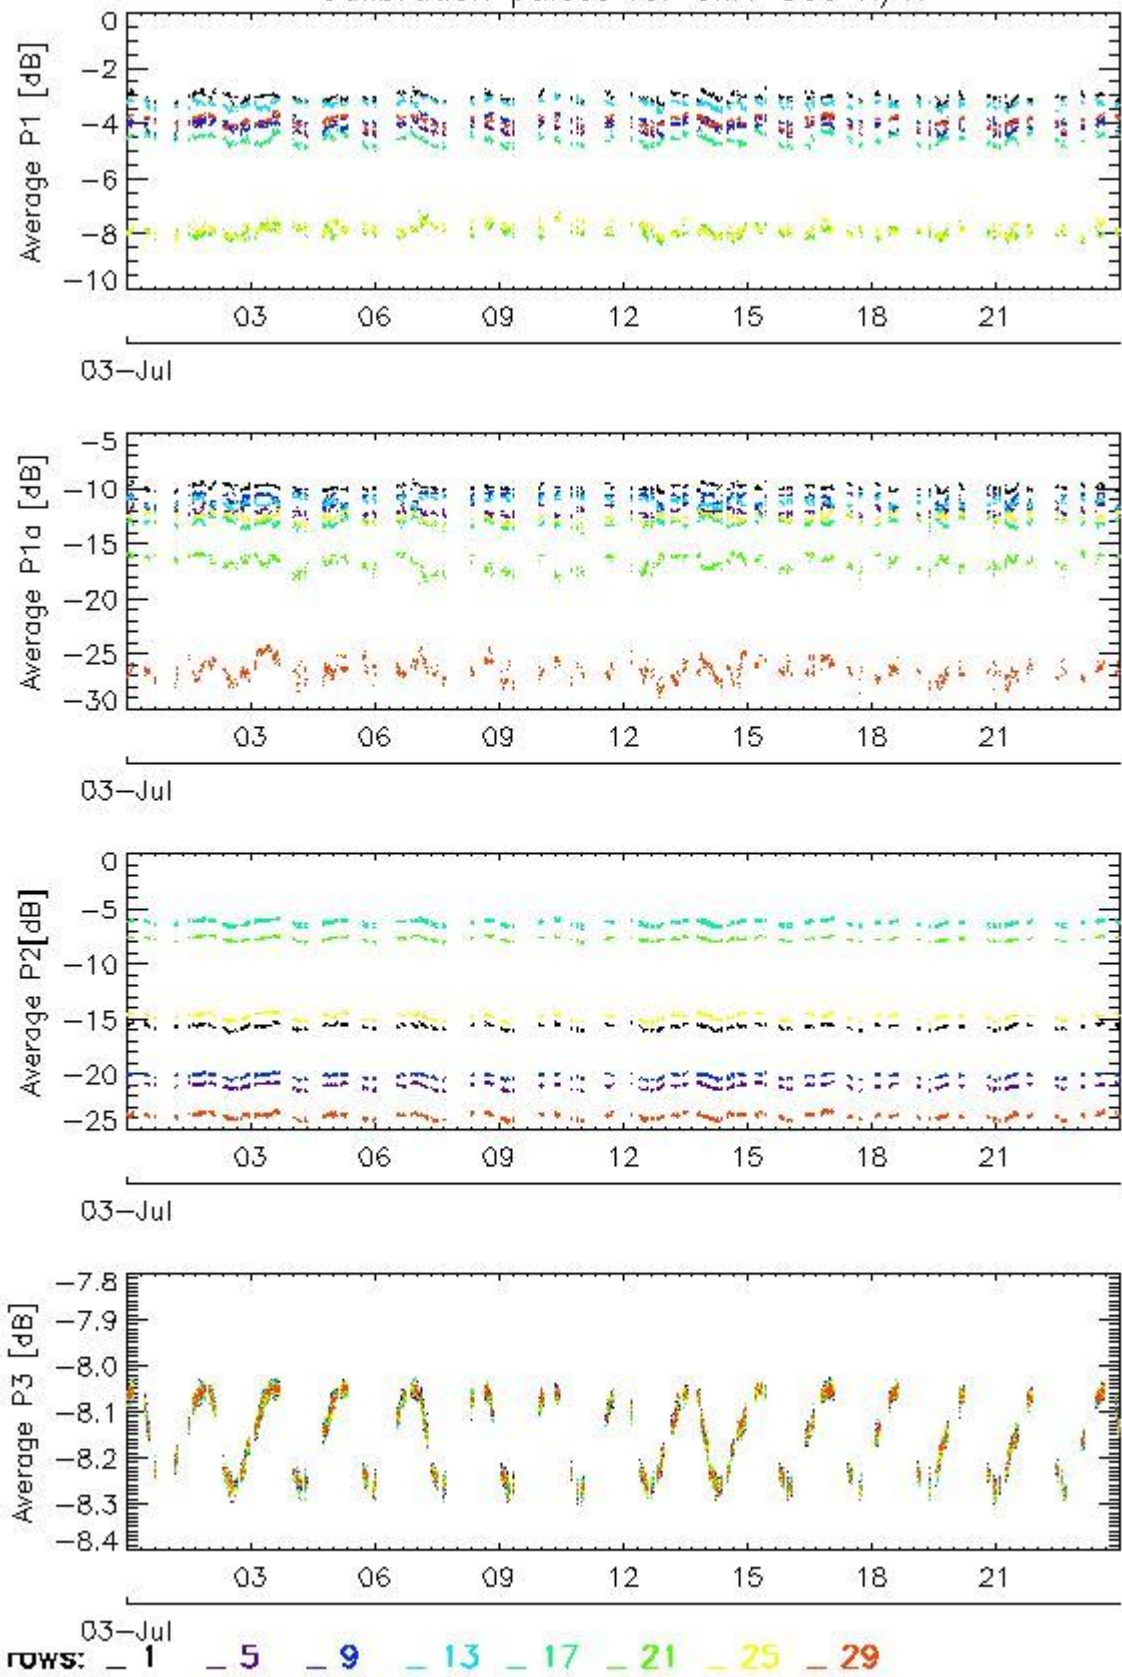 0
−2
−4
−6
−8
−10
Average P1 [dB]
03 06 09 12 15 18 21
03−Jul
−5
−10
−15
−20
−25
−30
Average P1a [dB]
03 06 09 12 15 18 21
03−Jul
0
−5
−10
−15
−20
−25
Average P2[dB]
03 06 09 12 15 18 21
03−Jul
−7.8
−7.9
−8.0
−8.1
−8.2
−8.3
−8.4
Average P3 [dB]
03 06 09 12 15 18 21
03−Jul
rows: _ 1 _ 5 _ 9 _ 13 _ 17 _ 21 _ 25 _ 29